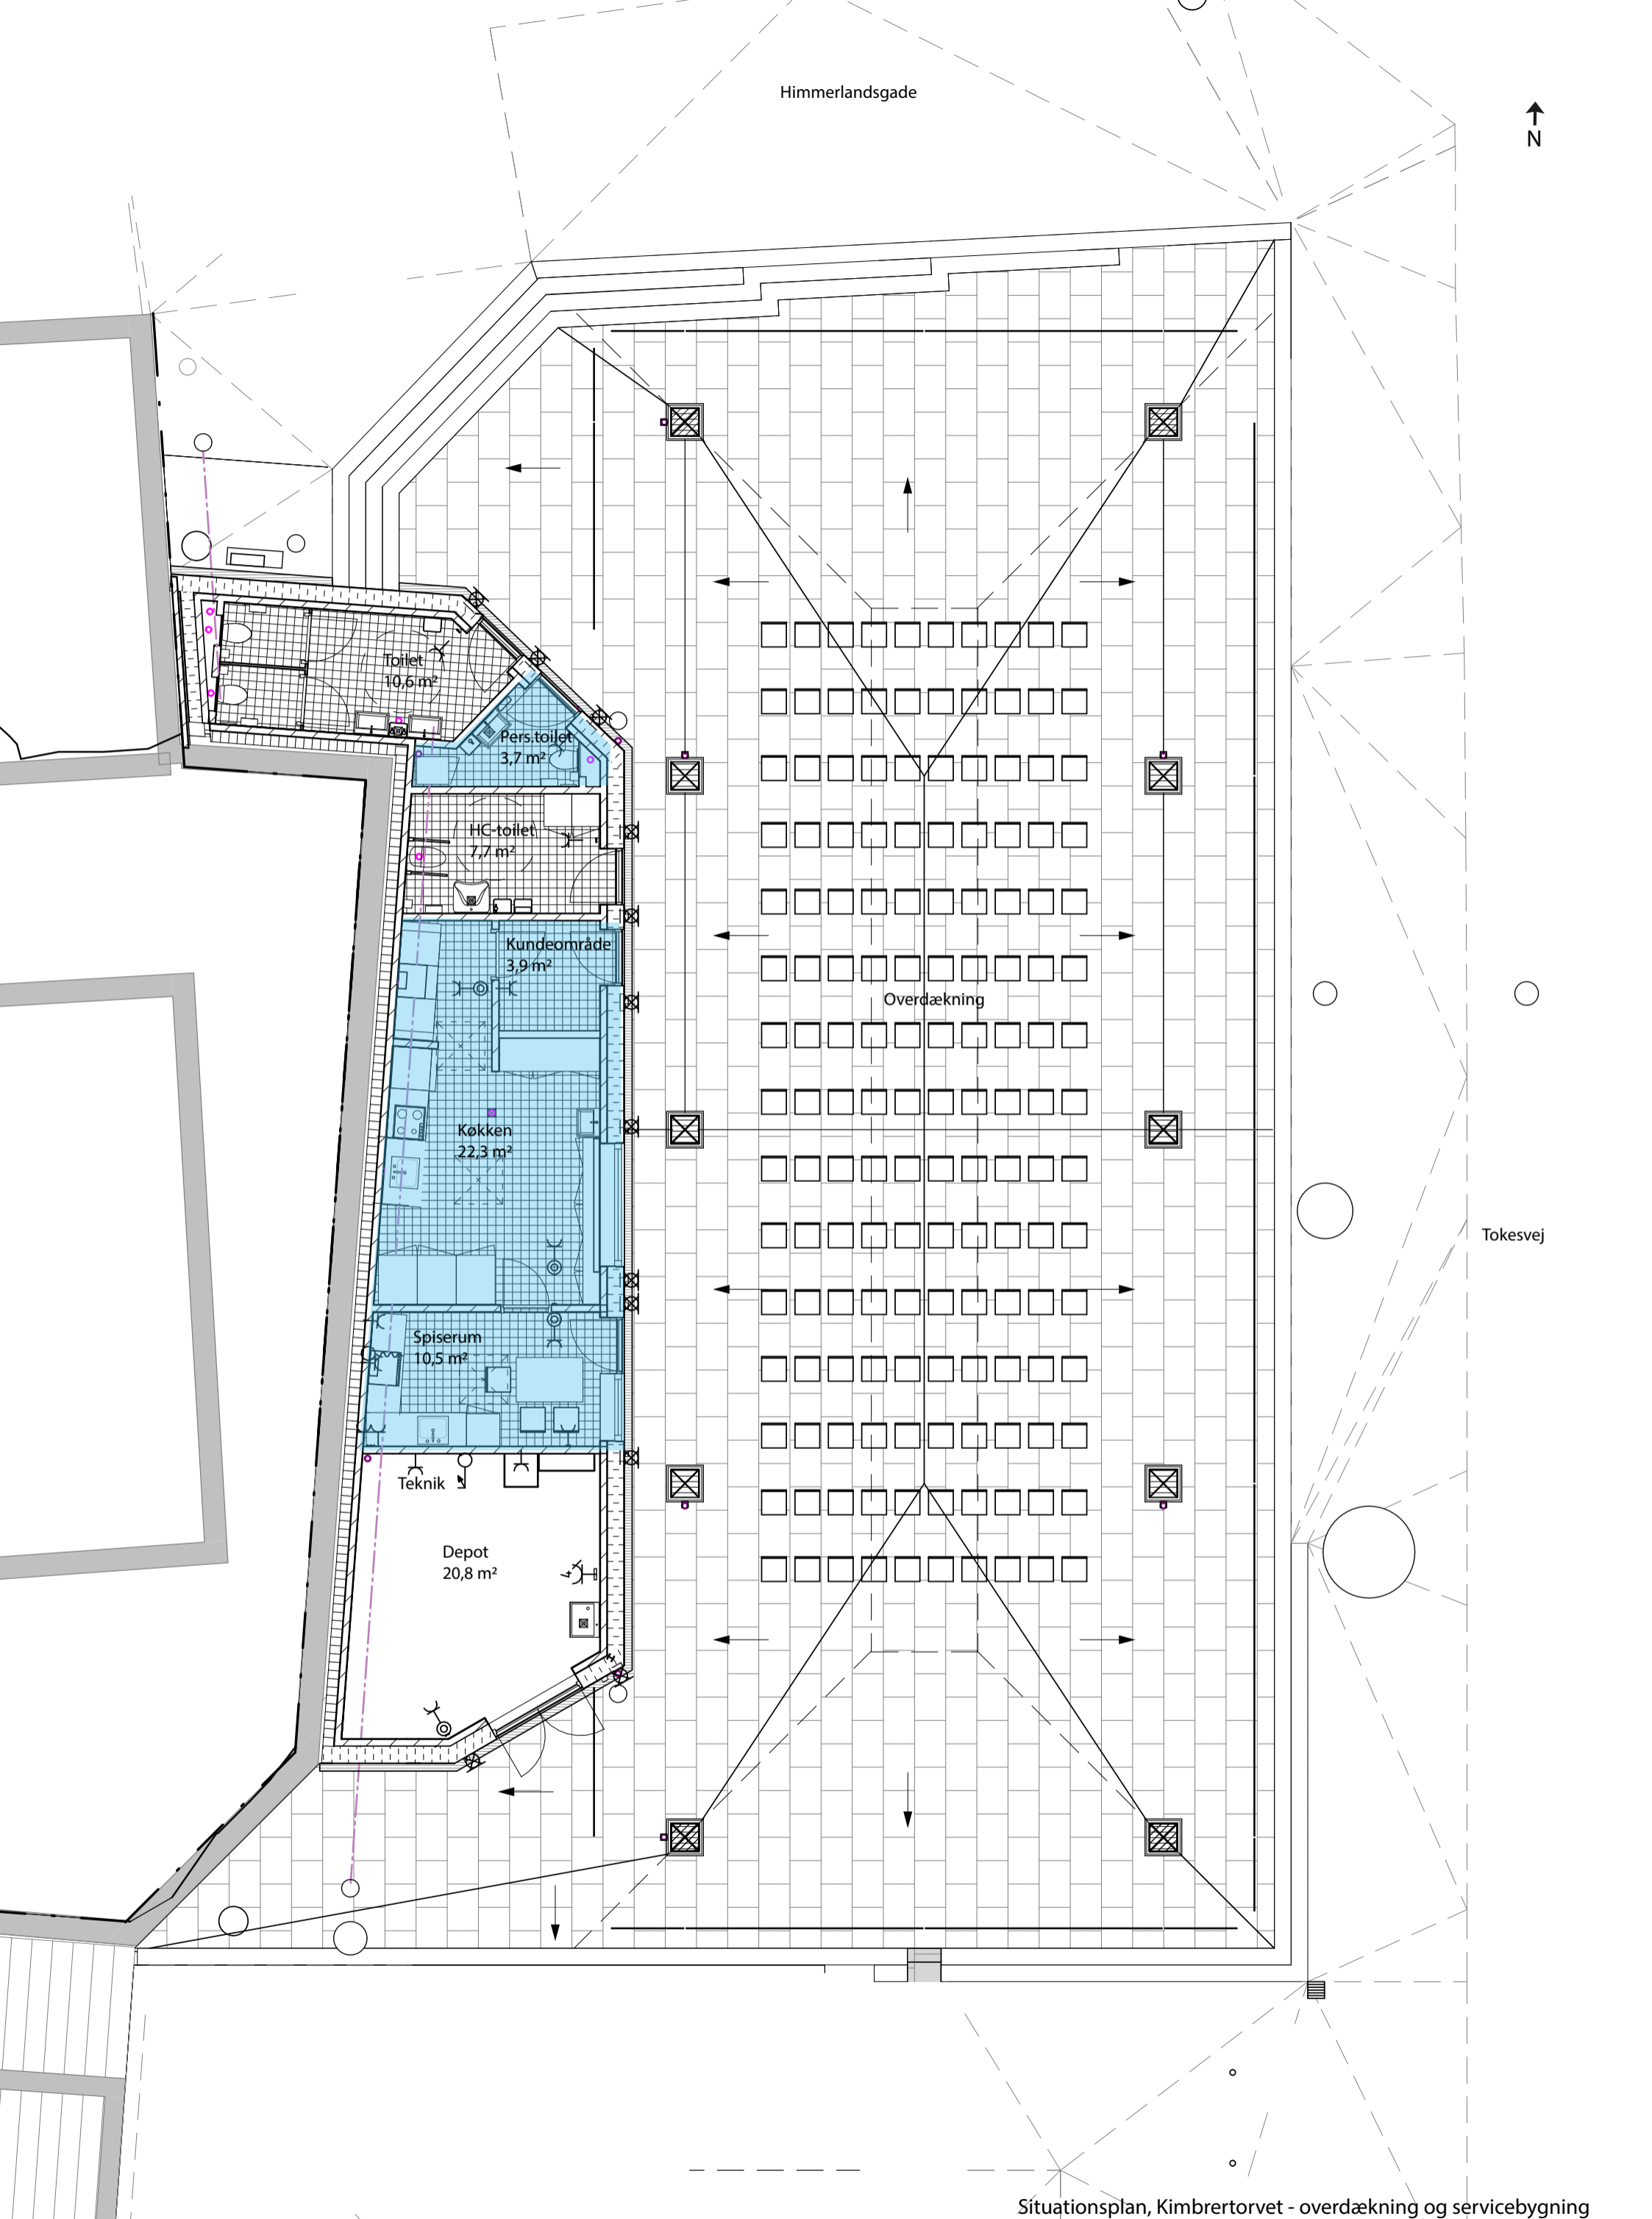 Himmerlandsgade
N
Toilet
10,6 m²
Pers.toilet
3,7 m²
HC-toilet
7,7 m²
Kundeområde
3,9 m²
Overdækning
Køkken
22,3 m²
Tokesvej
Spiserum
10,5 m²
Teknik
Depot
20,8 m²
4
Situationsplan, Kimbrertorvet - overdækning og servicebygning